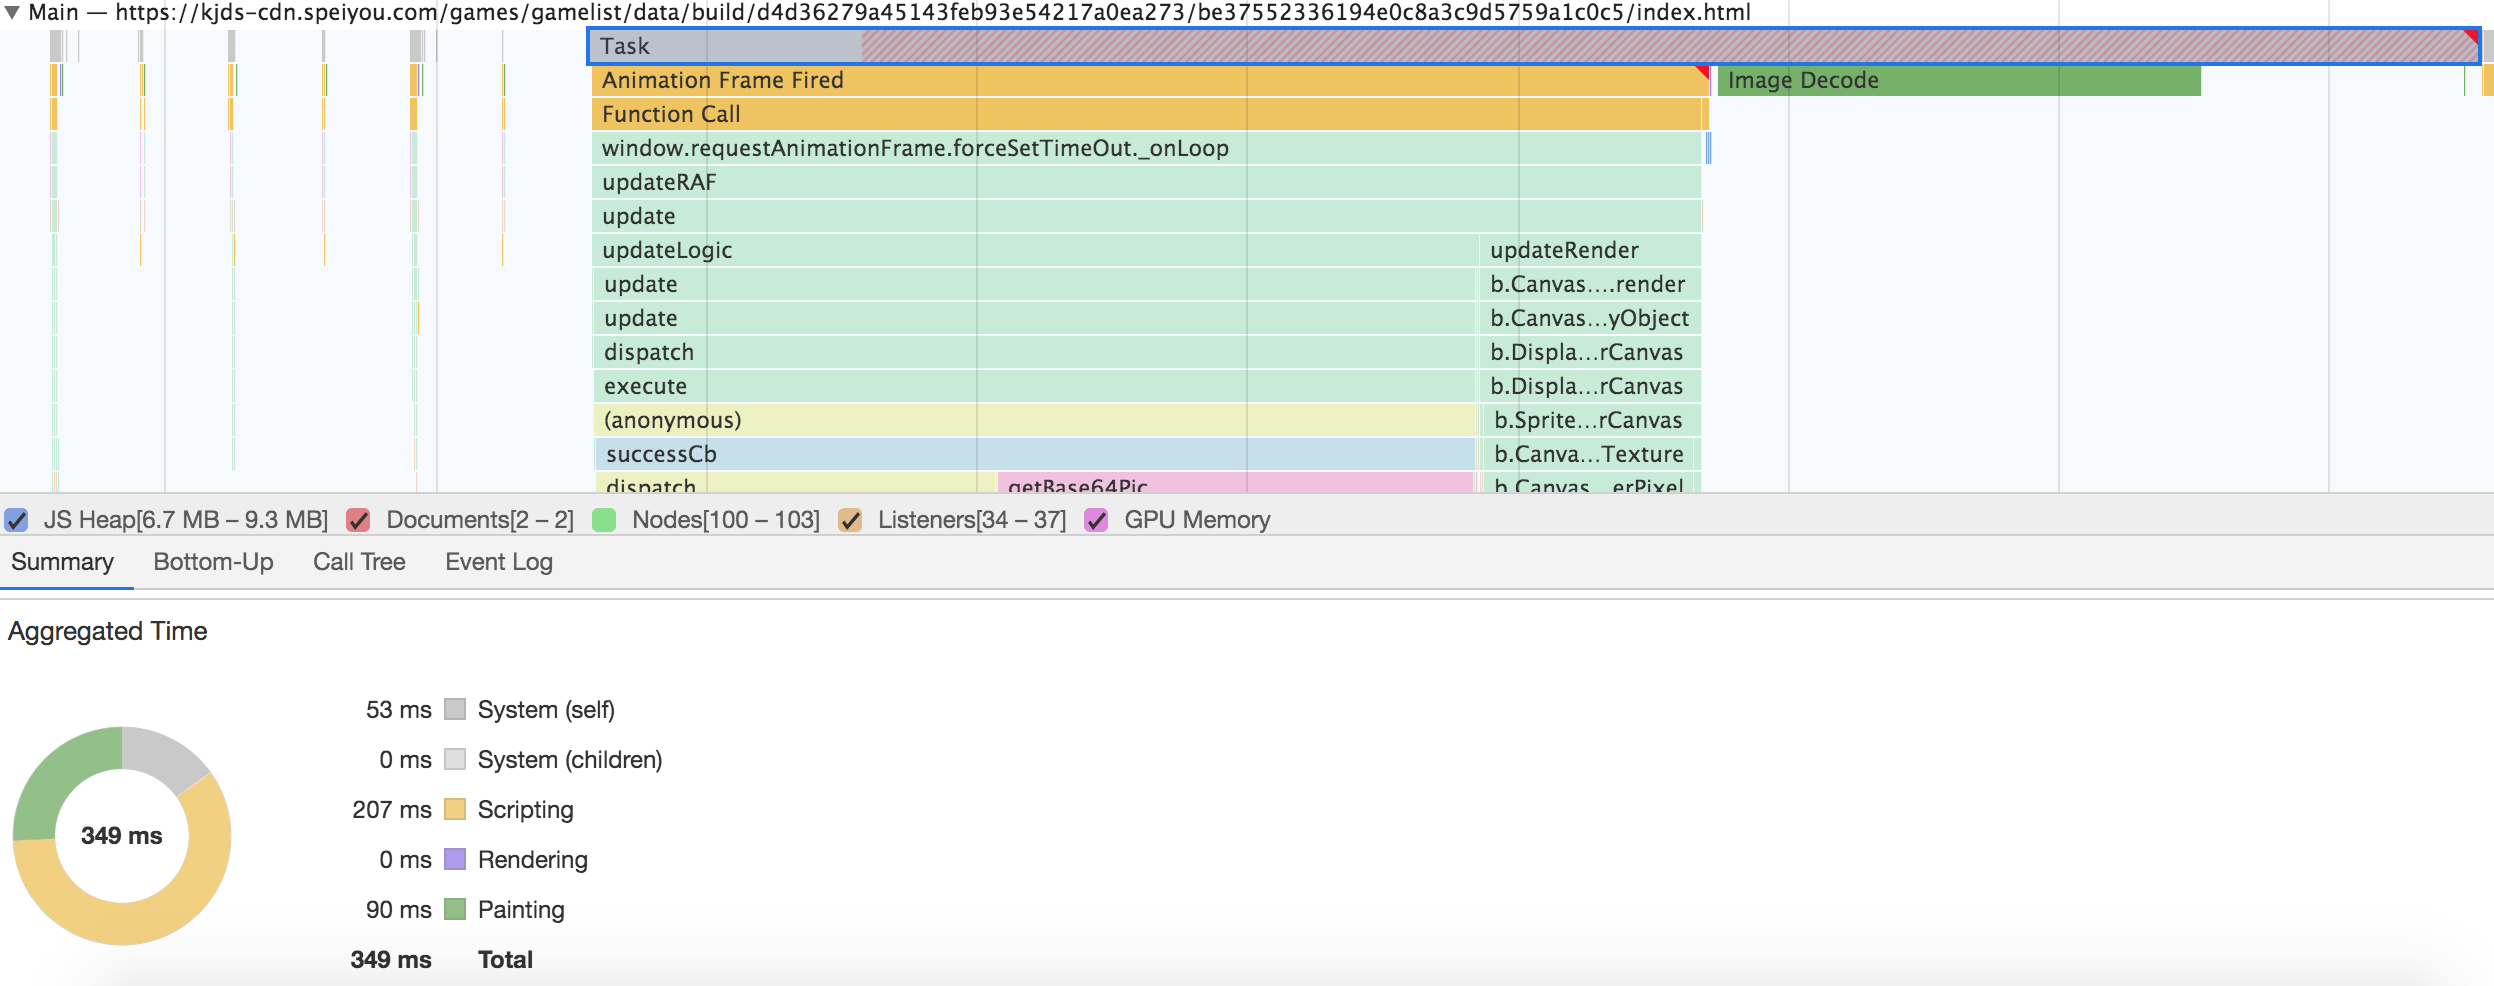 Main — https://kjds-cdn.speiyou.com/games/gamelist/data/build/d4d36279a45143feb93e54217a0ea273/be37552336194e0c8a3c9d5759a1c0c5/index.html
Task
Animation Frame Fired Image Decode
Function Call
window.requestAnimationFrame.forceSetTimeOut._onLoop
updateRAF
update
updateLogic updateRender
update b.Canvas….render
update b.Canvas…yObject
dispatch b.Displa…rCanvas
execute b.Displa…rCanvas
(anonymous) b.Sprite…rCanvas
successCb b.Canva…Texture
dispatch getBase64Pic b.Canvas…erPixel
JS Heap[6.7 MB – 9.3 MB] Documents[2 – 2] Nodes[100 – 103] Listeners[34 – 37] GPU Memory
Summary Bottom-Up Call Tree Event Log
Aggregated Time
53 ms System (self)
0 ms System (children)
207 ms Scripting
349 ms
0 ms Rendering
90 ms Painting
349 ms Total